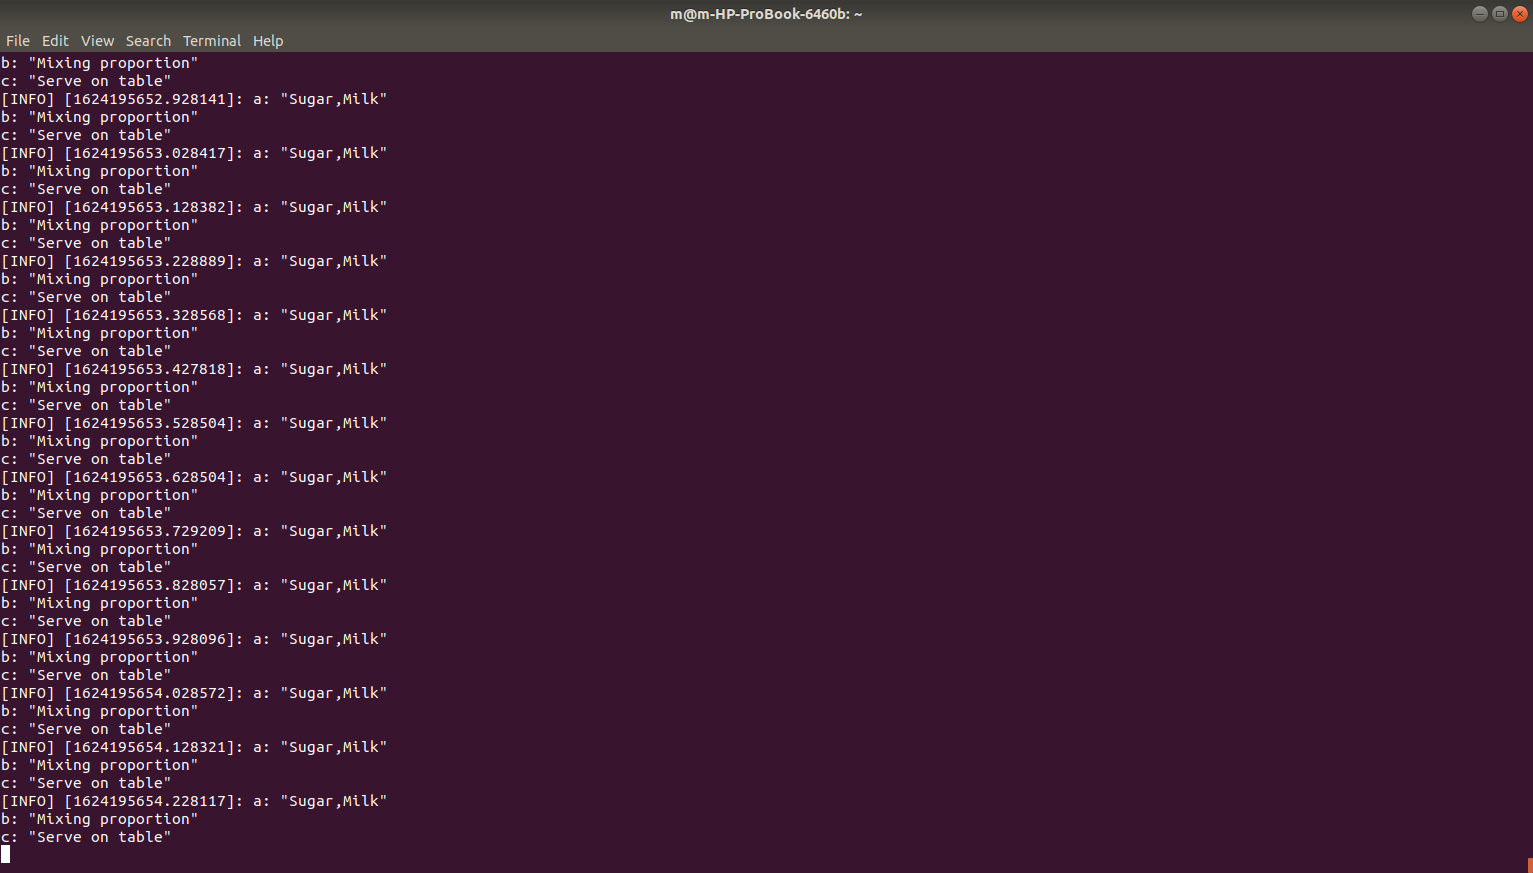 m@m-HP-ProBook-6460b: ~
File Edit View Search Terminal Help
b: "Mixing proportion"
c: "Serve on table"
[INFO] [1624195652.928141]: a: "Sugar,Milk"
b: "Mixing proportion"
c: "Serve on table"
[INFO] [1624195653.028417]: a: "Sugar,Milk"
b: "Mixing proportion"
c: "Serve on table"
[INFO] [1624195653.128382]: a: "Sugar,Milk"
b: "Mixing proportion"
c: "Serve on table"
[INFO] [1624195653.228889]: a: "Sugar,Milk"
b: "Mixing proportion"
c: "Serve on table"
[INFO] [1624195653.328568]: a: "Sugar,Milk"
b: "Mixing proportion"
c: "Serve on table"
[INFO] [1624195653.427818]: a: "Sugar,Milk"
b: "Mixing proportion"
c: "Serve on table"
[INFO] [1624195653.528504]: a: "Sugar,Milk"
b: "Mixing proportion"
c: "Serve on table"
[INFO] [1624195653.628504]: a: "Sugar,Milk"
b: "Mixing proportion"
c: "Serve on table"
[INFO] [1624195653.729209]: a: "Sugar,Milk"
b: "Mixing proportion"
c: "Serve on table"
[INFO] [1624195653.828057]: a: "Sugar,Milk"
b: "Mixing proportion"
c: "Serve on table"
[INFO] [1624195653.928096]: a: "Sugar,Milk"
b: "Mixing proportion"
c: "Serve on table"
[INFO] [1624195654.028572]: a: "Sugar,Milk"
b: "Mixing proportion"
c: "Serve on table"
[INFO] [1624195654.128321]: a: "Sugar,Milk"
b: "Mixing proportion"
c: "Serve on table"
[INFO] [1624195654.228117]: a: "Sugar,Milk"
b: "Mixing proportion"
c: "Serve on table"